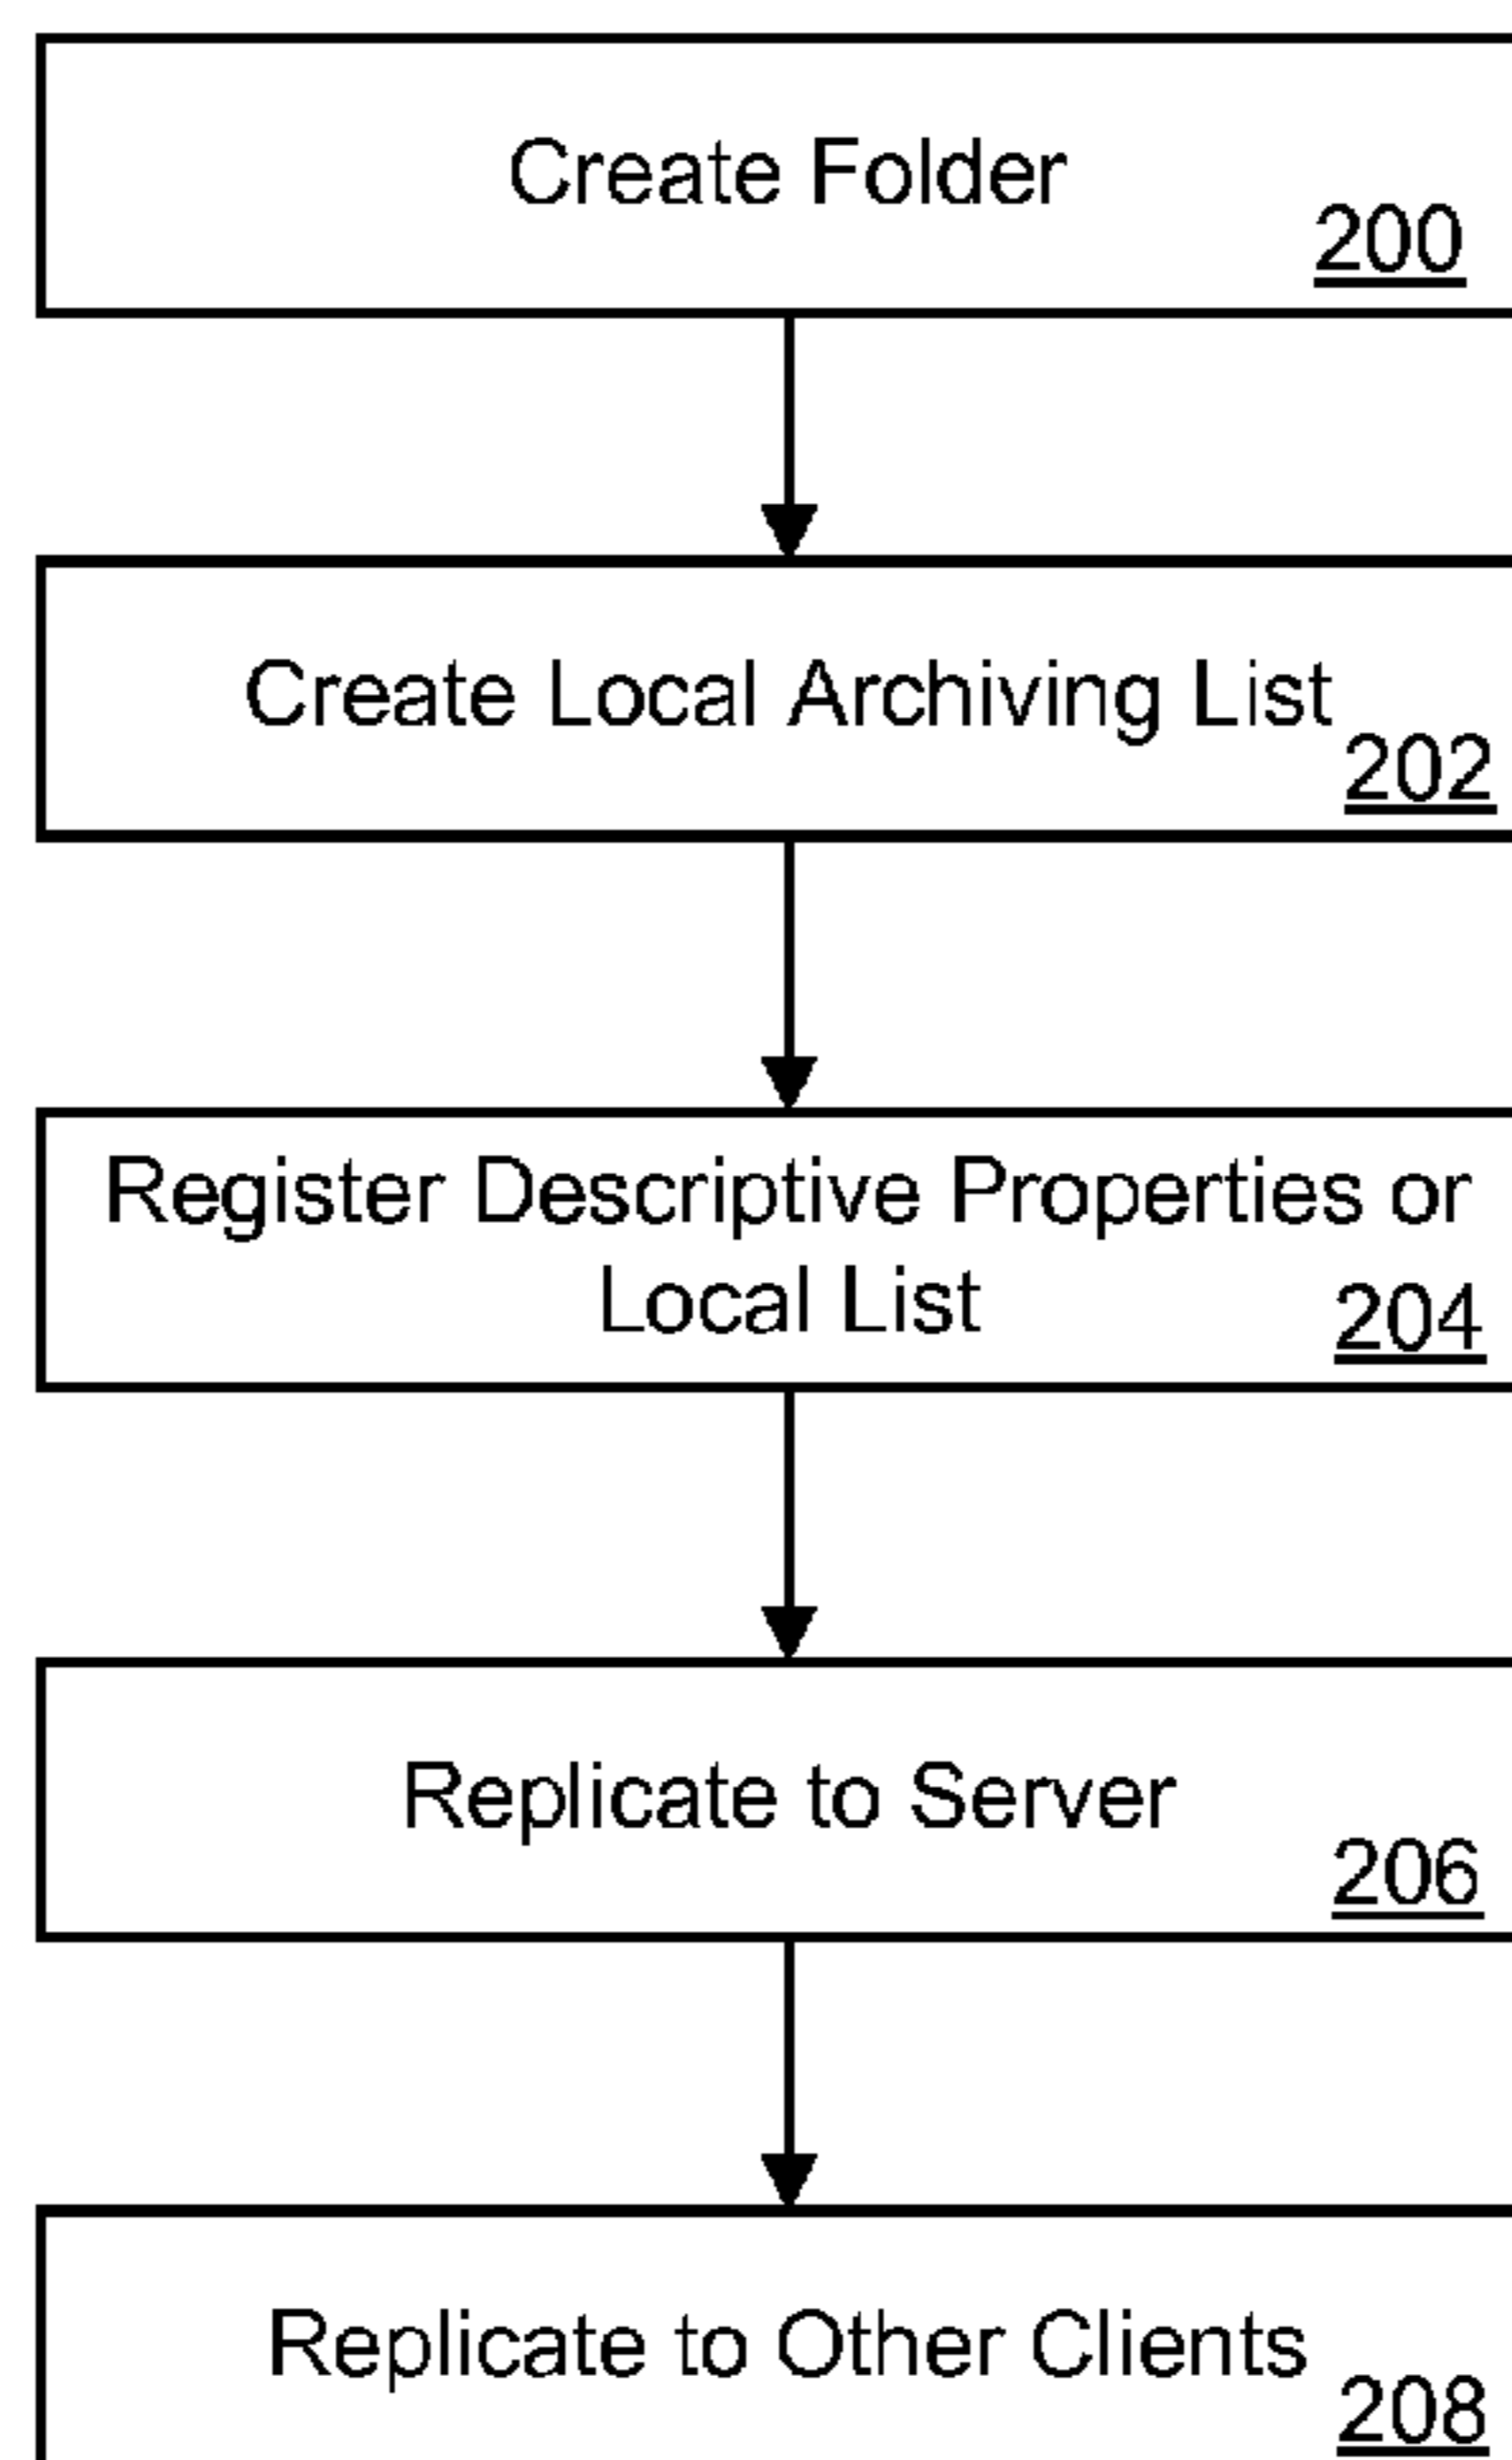 Create Folder
200
Create Local Archiving List
202
Register Descriptive Properties or
Local List
204
Replicate to Server
206
Replicate to Other Clients
208